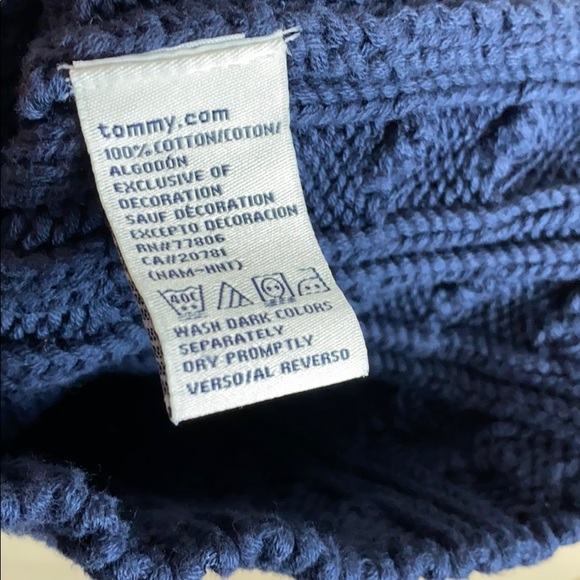 tommy.com
100% COTTON/COTON/
ALGODÓN
EXCLUSIVE OF
DECORATION
SAUF DÉCORATION
EXCEPTO DECORACION
RN#77806
CA#20781
(NAM-HNT)
40C
WASH DARK COLORS
SEPARATELY
DRY PROMPTLY
VERSO/AL REVERSO